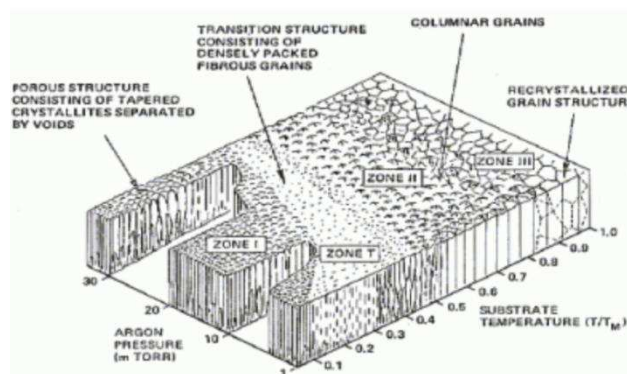 TRANSITION STRUCTURE
CONSISTING OF
DENSELY PACKED
FIBROUS GRAINS
COLUMNAR GRAINS
POROUS STRUCTURE
CONSISTING OF TAPERED
CRYSTALLITES SEPARATED
BY VOIDS
RECRYSTALLIZED
GRAIN STRUCTURE
ZONE III
ZONE II
ZONE I
ZONE T
30
20
10
1
ARGON
PRESSURE
(m TORR)
0.1
0.2
0.3
0.4
0.5
0.6
0.7
0.8
0.9
1.0
SUBSTRATE
TEMPERATURE (T/TM)